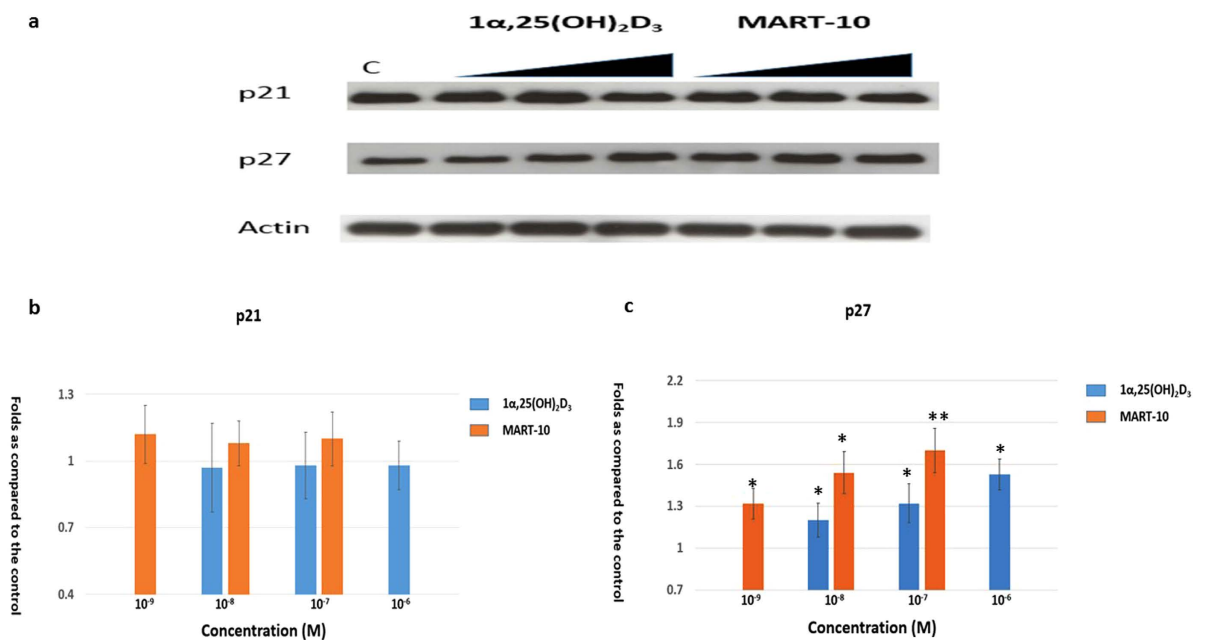 a
1α,25(OH)₂D₃ MART-10
C
p21
p27
Actin
b
p21
Folds as compared to the control
1.3
1
0.7
0.4
10⁻⁹ 10⁻⁸ 10⁻⁷ 10⁻⁶
Concentration (M)
1α,25(OH)₂D₃
MART-10
c
p27
Folds as compared to the control
2.2
1.9
1.6
1.3
1
0.7
* * * * ** *
10⁻⁹ 10⁻⁸ 10⁻⁷ 10⁻⁶
Concentration (M)
1α,25(OH)₂D₃
MART-10